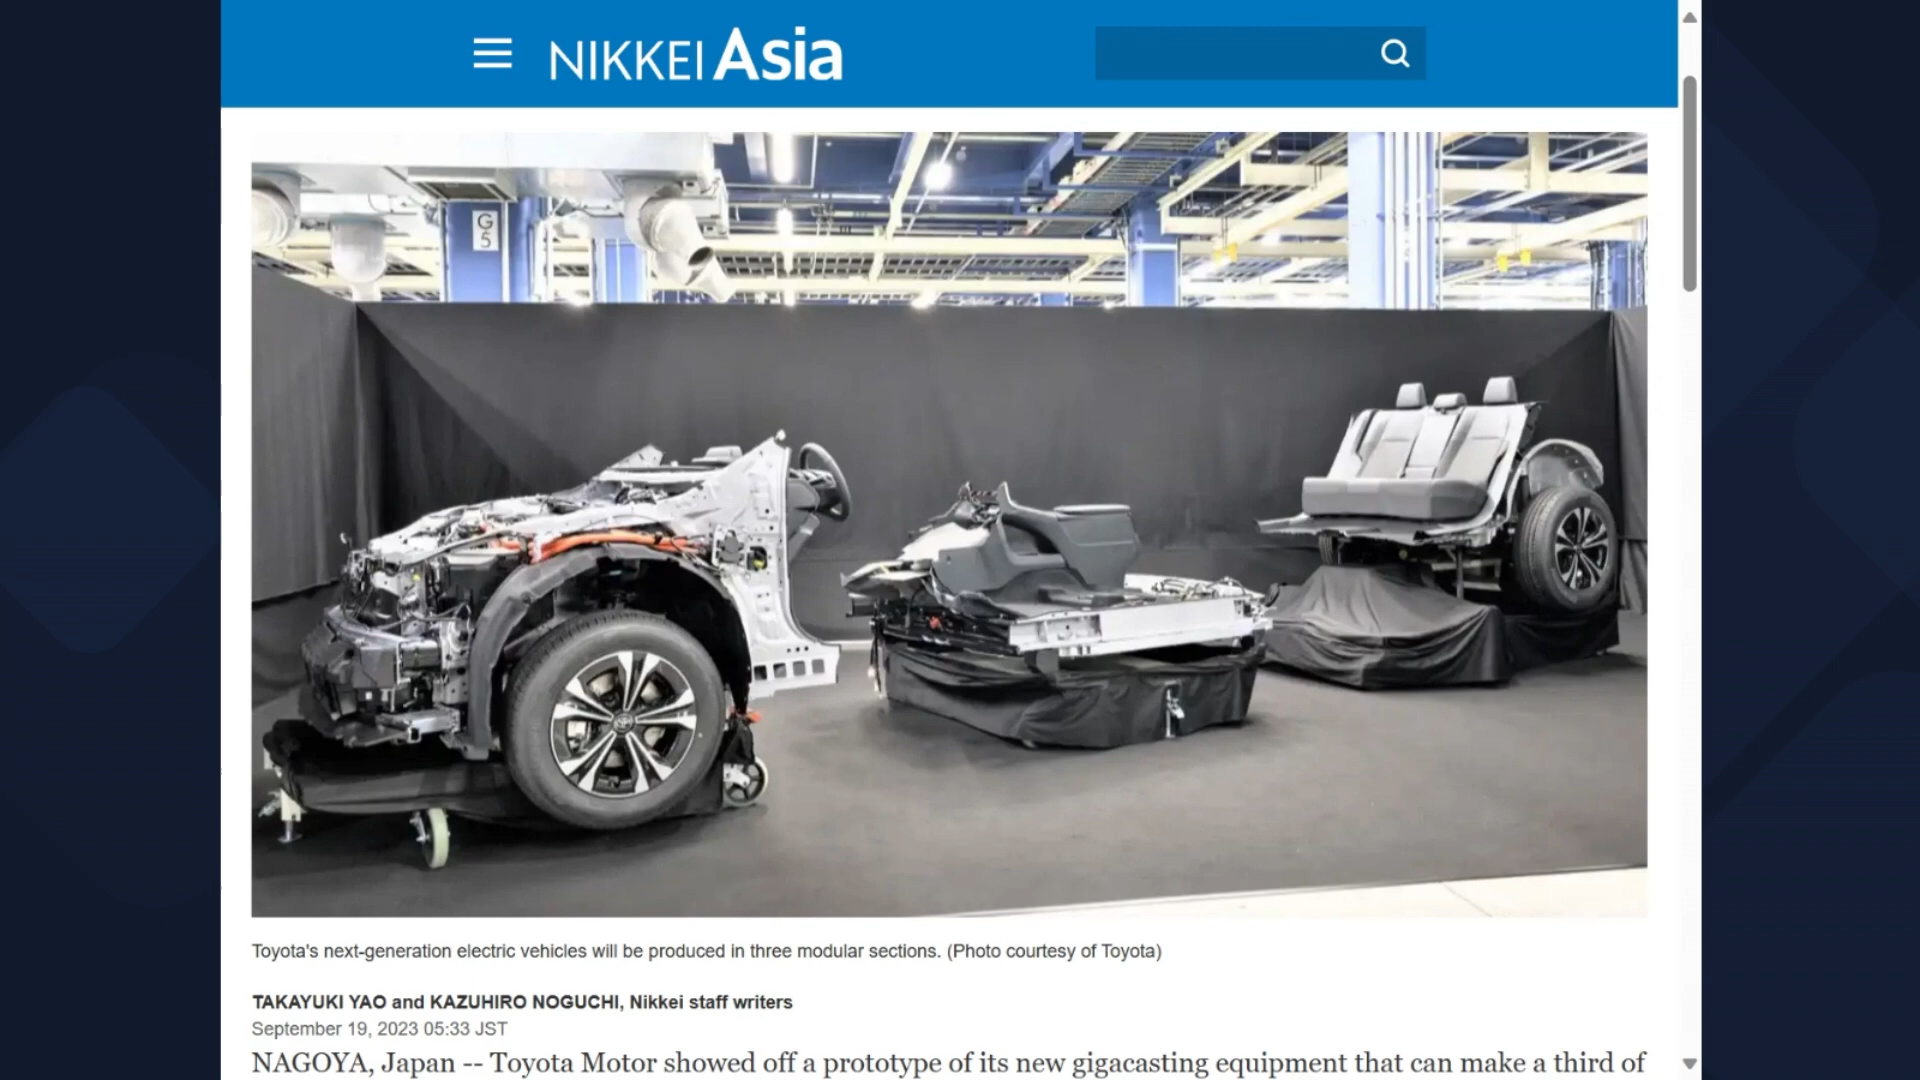 NIKKEI Asia
G
5
Toyota's next-generation electric vehicles will be produced in three modular sections. (Photo courtesy of Toyota)
TAKAYUKI YAO and KAZUHIRO NOGUCHI, Nikkei staff writers
September 19, 2023 05:33 JST
NAGOYA, Japan -- Toyota Motor showed off a prototype of its new gigacasting equipment that can make a third of